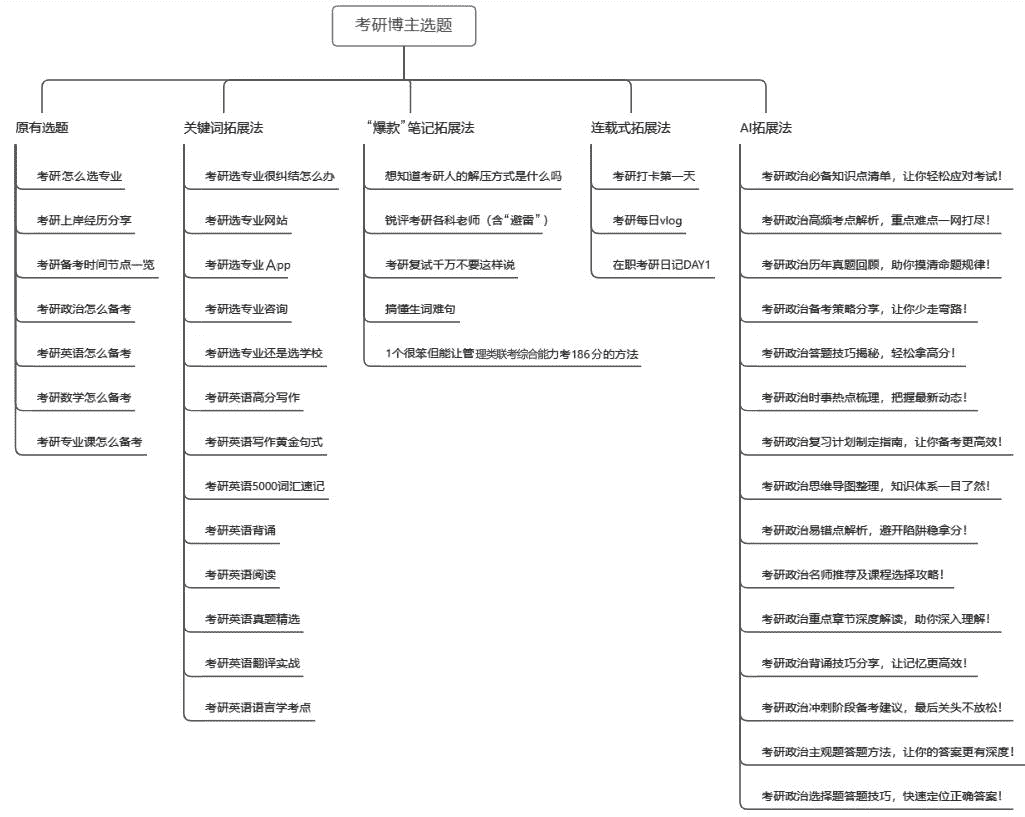 考研博主选题
原有选题
考研怎么选专业
考研上岸经历分享
考研备考时间节点一览
考研政治怎么备考
考研英语怎么备考
考研数学怎么备考
考研专业课怎么备考
关键词拓展法
考研选专业很纠结怎么办
考研选专业网站
考研选专业App
考研选专业咨询
考研选专业还是选学校
考研英语高分写作
考研英语写作黄金句式
考研英语5000词汇速记
考研英语背诵
考研英语阅读
考研英语真题精选
考研英语翻译实战
考研英语语言学考点
“爆款”笔记拓展法
想知道考研人的解压方式是什么吗
锐评考研各科老师（含“避雷”）
考研复试千万不要这样说
搞懂生词难句
1个很笨但能让管理类联考综合能力考186分的方法
连载式拓展法
考研打卡第一天
考研每日vlog
在职考研日记DAY1
AI拓展法
考研政治必备知识点清单，让你轻松应对考试！
考研政治高频考点解析，重点难点一网打尽！
考研政治历年真题回顾，助你摸清命题规律！
考研政治备考策略分享，让你少走弯路！
考研政治答题技巧揭秘，轻松拿高分！
考研政治时事热点梳理，把握最新动态！
考研政治复习计划制定指南，让你备考更高效！
考研政治思维导图整理，知识体系一目了然！
考研政治易错点解析，避开陷阱稳拿分！
考研政治名师推荐及课程选择攻略！
考研政治重点章节深度解读，助你深入理解！
考研政治背诵技巧分享，让记忆更高效！
考研政治冲刺阶段备考建议，最后关头不放松！
考研政治主观题答题方法，让你的答案更有深度！
考研政治选择题答题技巧，快速定位正确答案！